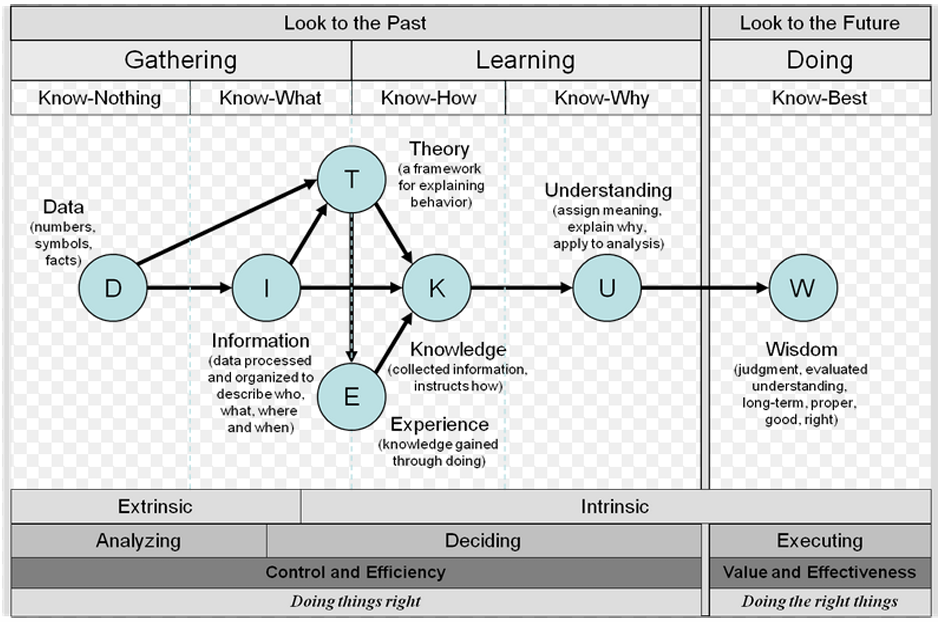 Look to the Past
Look to the Future
Gathering
Learning
Doing
Know-Nothing
Know-What
Know-How
Know-Why
Know-Best
Data
(numbers,
symbols,
facts)
D
I
Information
(data processed
and organized to
describe who,
what, where
and when)
T
Theory
(a framework
for explaining
behavior)
E
Experience
(knowledge gained
through doing)
K
Knowledge
(collected information,
instructs how)
Understanding
(assign meaning,
explain why,
apply to analysis)
U
W
Wisdom
(judgment, evaluated
understanding,
long-term, proper,
good, right)
Extrinsic
Intrinsic
Analyzing
Deciding
Executing
Control and Efficiency
Value and Effectiveness
Doing things right
Doing the right things